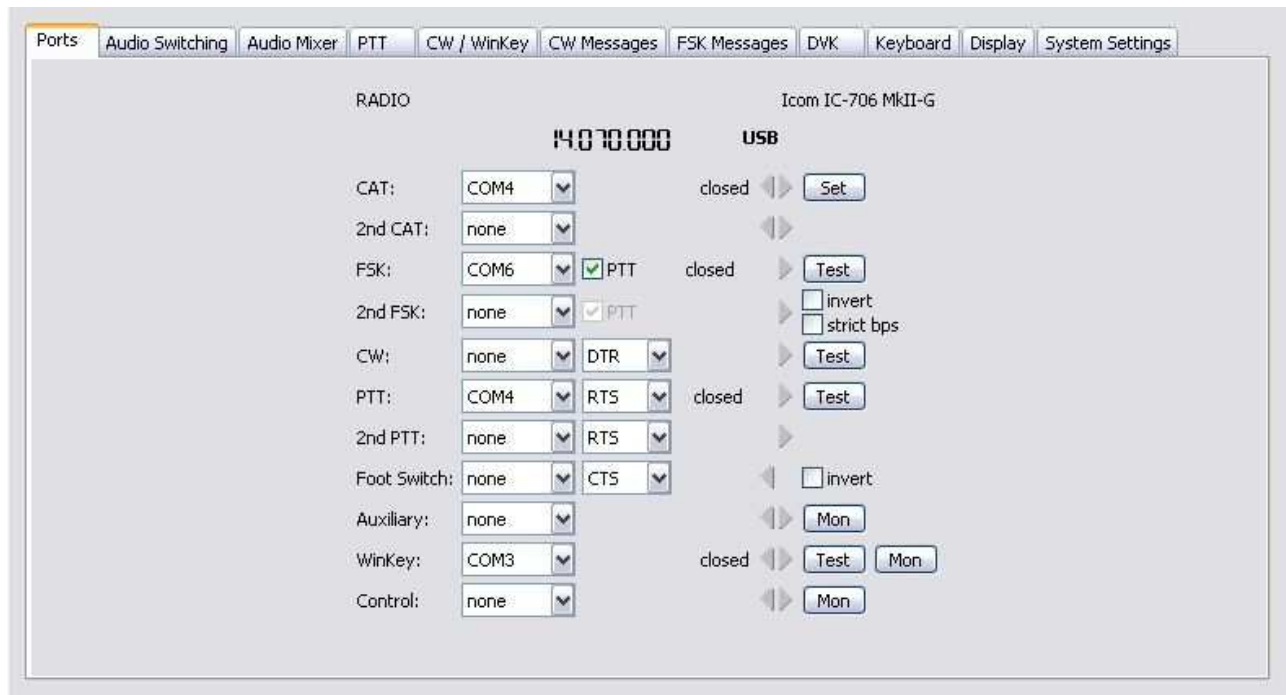 Ports Audio Switching Audio Mixer PTT CW / WinKey CW Messages FSK Messages DVK Keyboard Display System Settings
RADIO Icom IC-706 MkII-G
14.070.000 USB
CAT: COM4 closed Set
2nd CAT: none
FSK: COM6 PTT closed Test
2nd FSK: none PTT invert
strict bps
CW: none DTR Test
PTT: COM4 RTS closed Test
2nd PTT: none RTS
Foot Switch: none CTS invert
Auxiliary: none Mon
WinKey: COM3 closed Test Mon
Control: none Mon